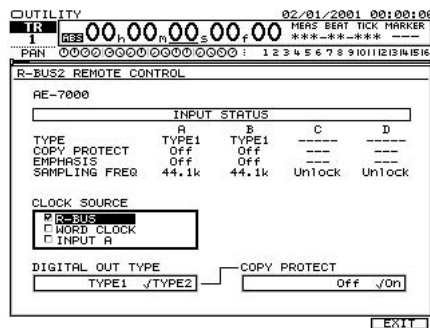 UTILITY 02/01/2001 00:00:00
TR 1 ABS 00h00m00s00f00 MEAS BEAT TICK MARKER
***-**-*** ---
PAN 1 2 3 4 5 6 7 8 9 10 11 12 13 14 15 16
R-BUS2 REMOTE CONTROL
AE-7000
INPUT STATUS
A B C D
TYPE TYPE1 TYPE1 ----- -----
COPY PROTECT Off Off --- ---
EMPHASIS Off Off --- ---
SAMPLING FREQ 44.1k 44.1k Unlock Unlock
CLOCK SOURCE
R-BUS
WORD CLOCK
INPUT A
DIGITAL OUT TYPE COPY PROTECT
TYPE1 √TYPE2 Off √On
EXIT